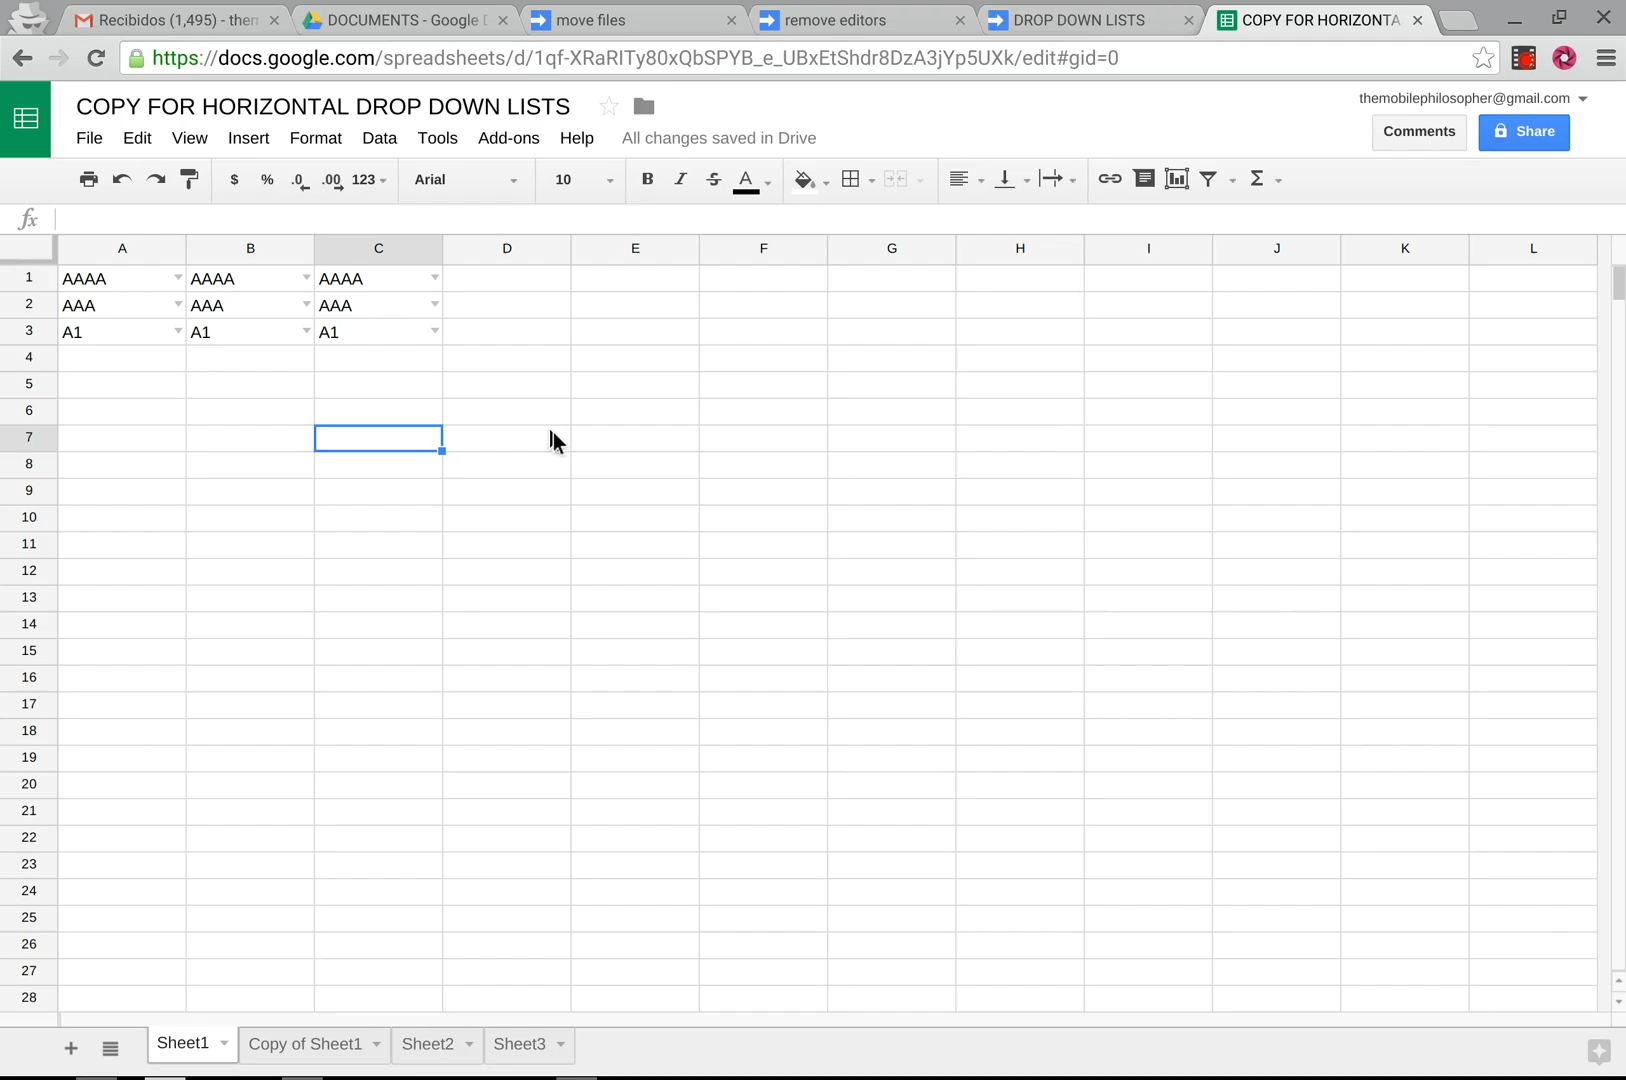 Recibidos (1,495) - them
DOCUMENTS - Google D
move files
remove editors
DROP DOWN LISTS
COPY FOR HORIZONTA
https://docs.google.com/spreadsheets/d/1qf-XRaRITy80xQbSPYB_e_UBxEtShdr8DzA3jYp5UXk/edit#gid=0
COPY FOR HORIZONTAL DROP DOWN LISTS
themobilephilosopher@gmail.com
File Edit View Insert Format Data Tools Add-ons Help All changes saved in Drive
Comments
Share
$ % .0 .00 123 Arial 10 B I S A Σ
fx
A B C D E F G H I J K L
1 AAAA AAAA AAAA
2 AAA AAA AAA
3 A1 A1 A1
4
5
6
7
8
9
10
11
12
13
14
15
16
17
18
19
20
21
22
23
24
25
26
27
28
+ Sheet1 Copy of Sheet1 Sheet2 Sheet3